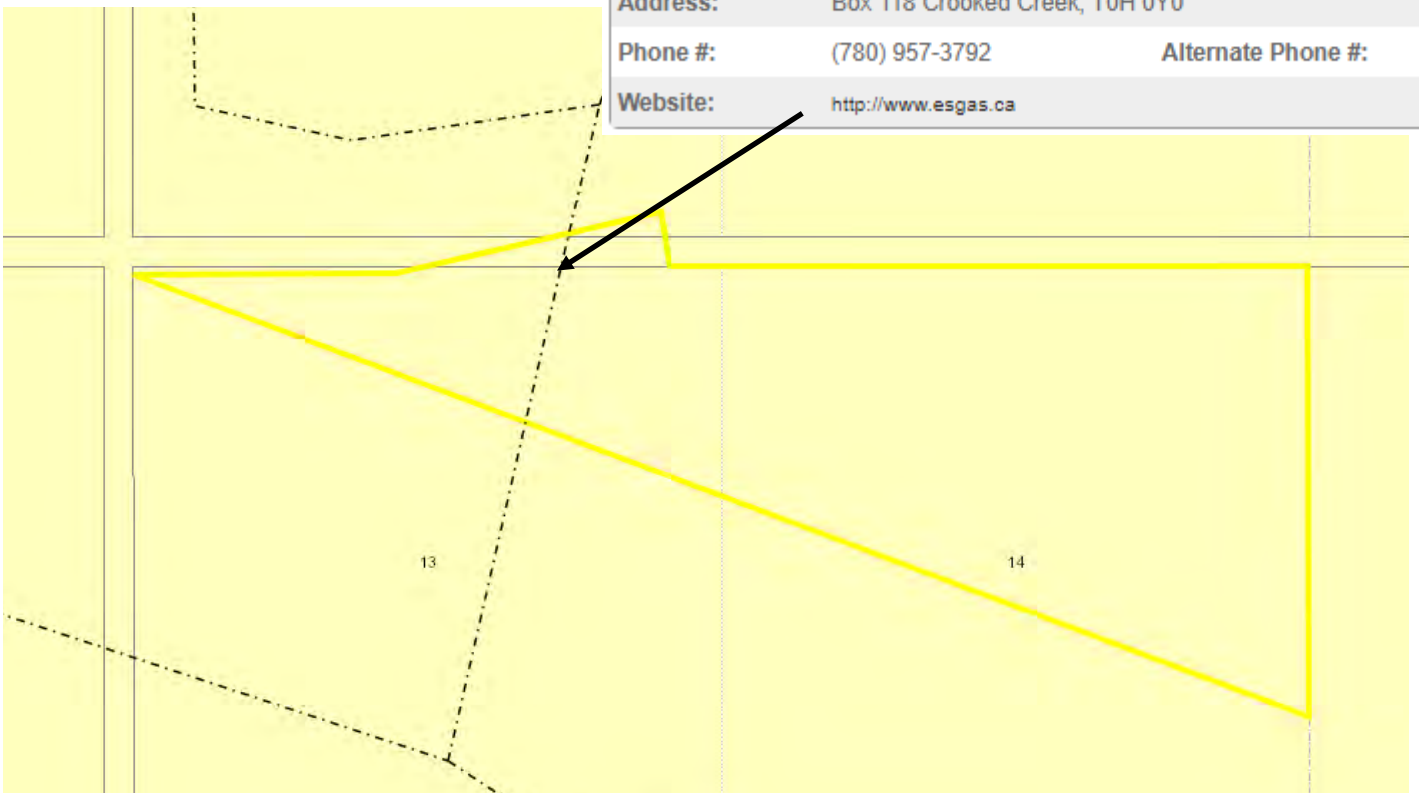 Address: Box 118 Crooked Creek, T0H 0Y0
Phone #: (780) 957-3792 Alternate Phone #:
Website: http://www.esgas.ca
13 14